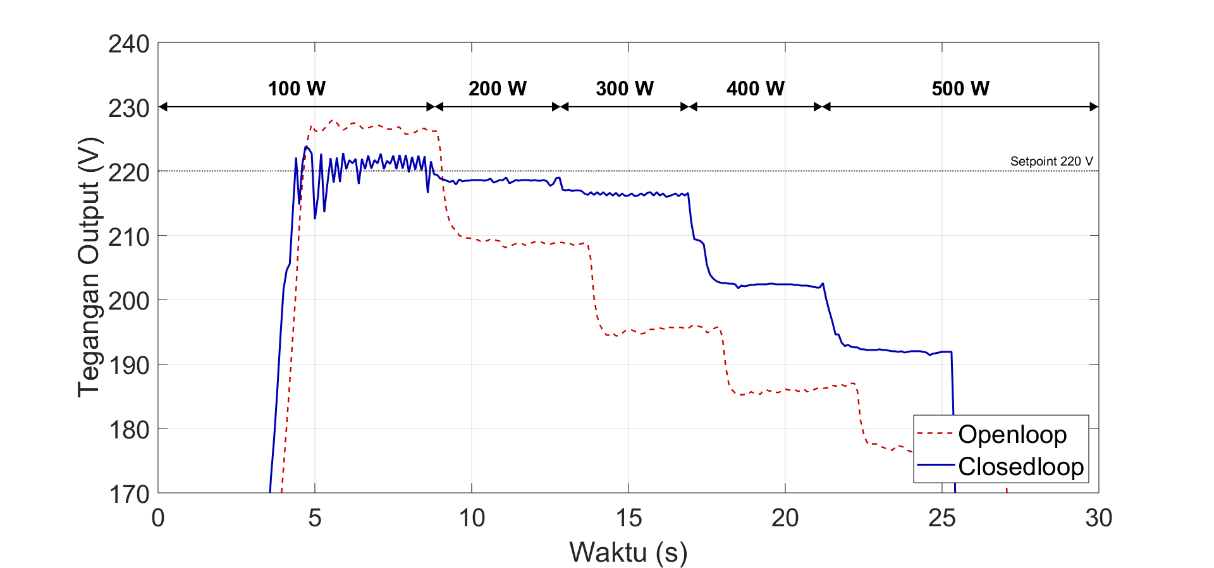 240
230
220
210
200
190
180
170
Tegangan Output (V)
100 W
200 W
300 W
400 W
500 W
Setpoint 220 V
Openloop
Closedloop
0
5
10
15
20
25
30
Waktu (s)